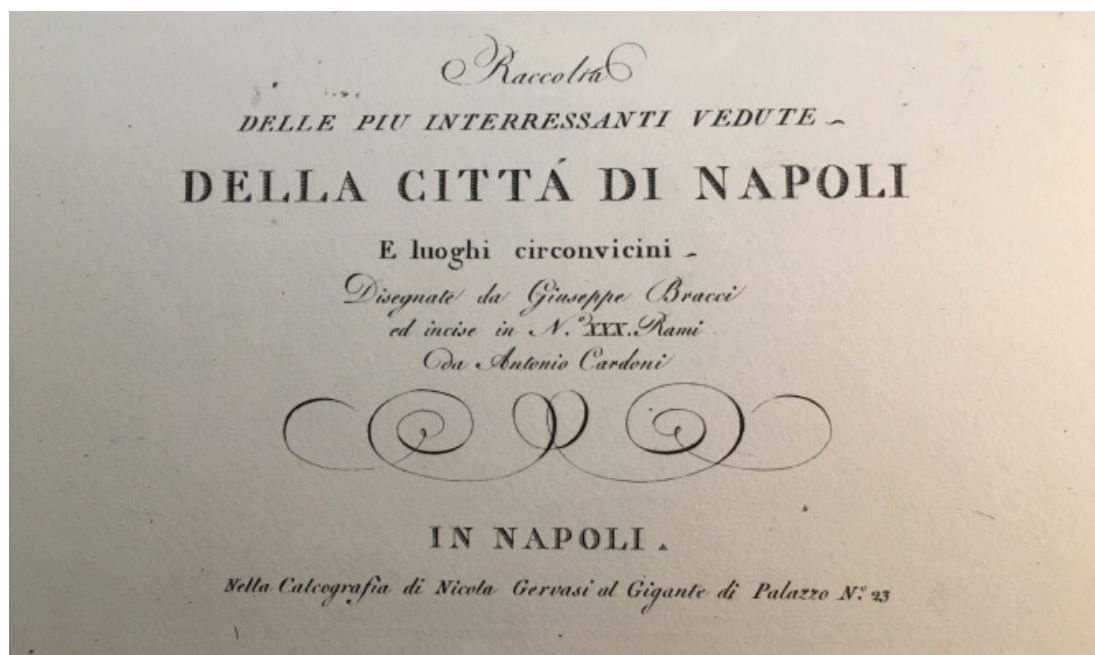 Raccolta
DELLE PIU INTERRESSANTI VEDUTE
DELLA CITTÁ DI NAPOLI
E luoghi circonvicini
Disegnate da Giuseppe Bracci
ed incise in N.º XXX. Rami
da Antonio Cardoni
IN NAPOLI.
Nella Calcografia di Nicola Gervasi al Gigante di Palazzo N.º 23